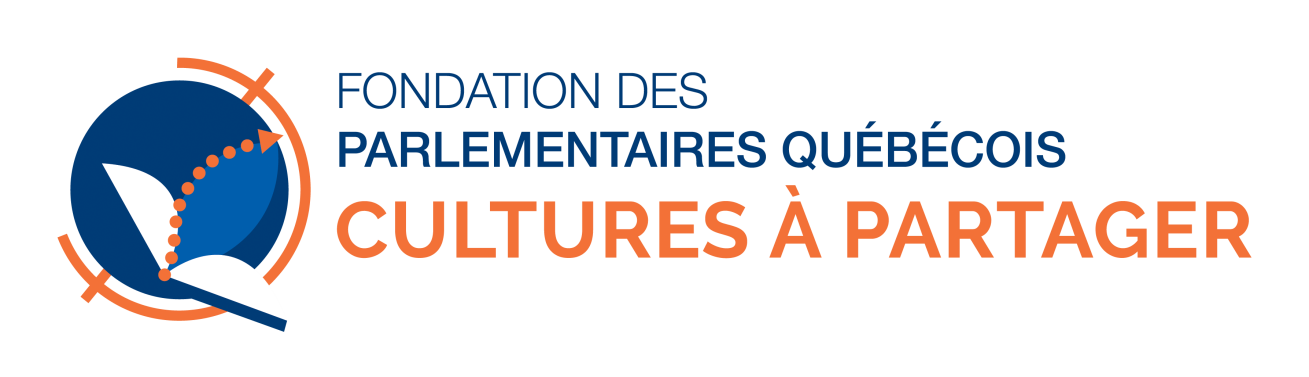 FONDATION DES
PARLEMENTAIRES QUÉBÉCOIS
CULTURES À PARTAGER